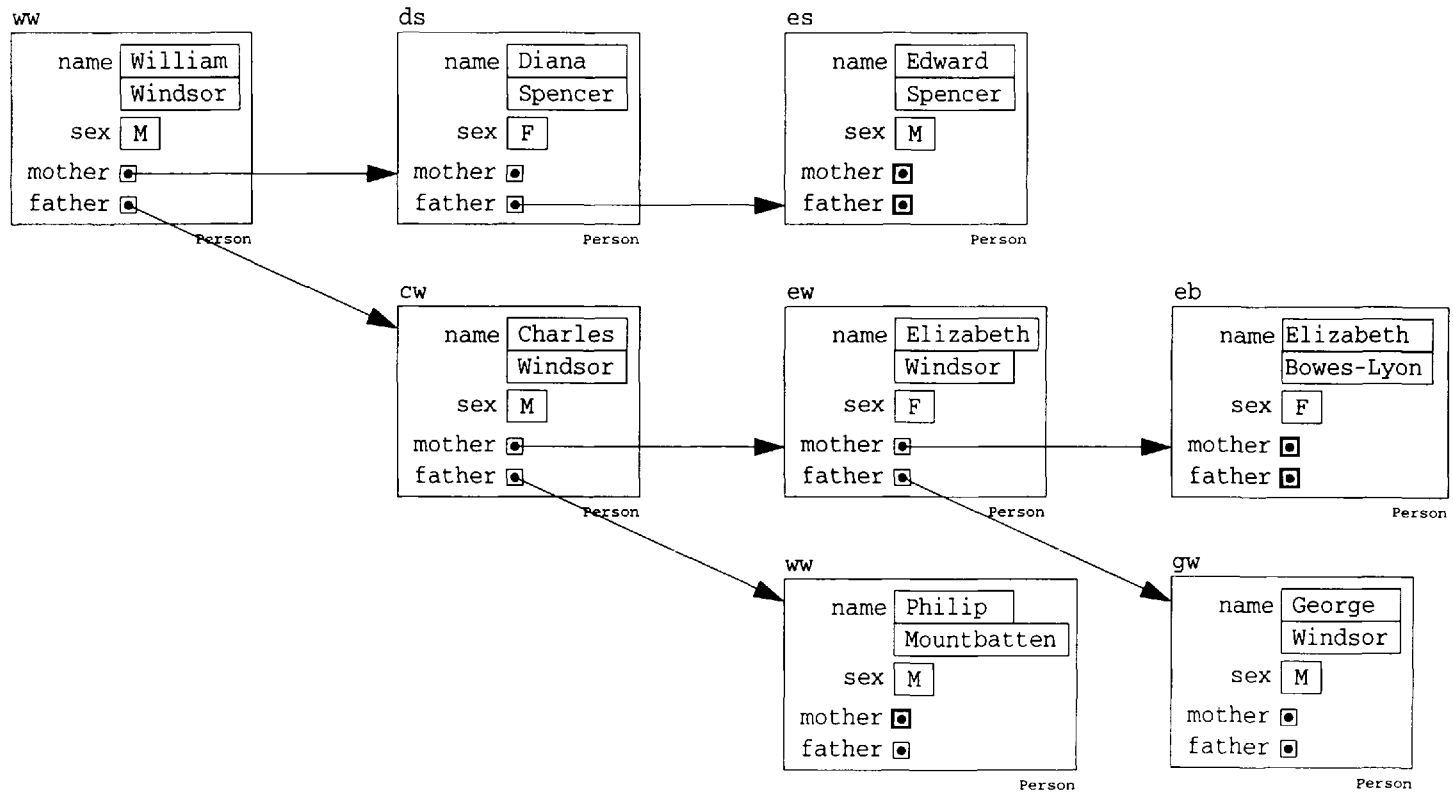 ww
name William
Windsor
sex M
mother
father
Person
ds
name Diana
Spencer
sex F
mother
father
Person
es
name Edward
Spencer
sex M
mother
father
Person
cw
name Charles
Windsor
sex M
mother
father
Person
ew
name Elizabeth
Windsor
sex F
mother
father
Person
eb
name Elizabeth
Bowes-Lyon
sex F
mother
father
Person
ww
name Philip
Mountbatten
sex M
mother
father
Person
gw
name George
Windsor
sex M
mother
father
Person